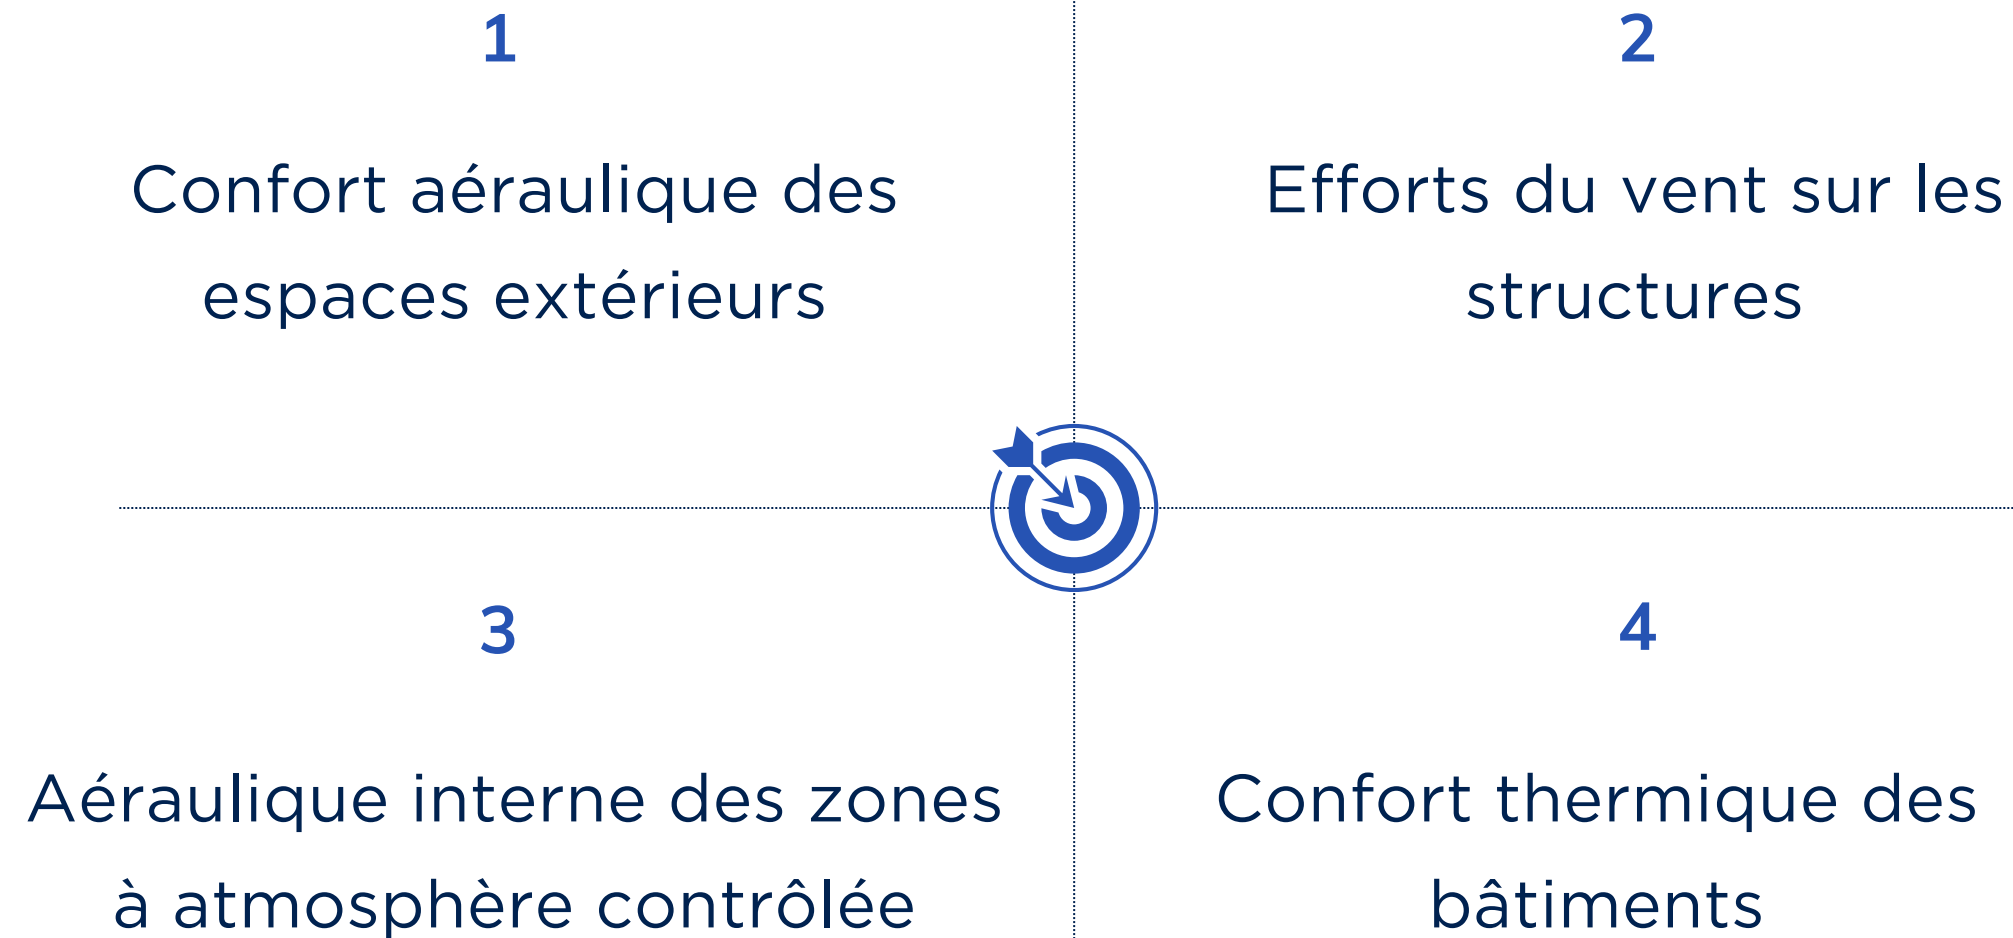 1
Confort aéraulique des
espaces extérieurs
2
Efforts du vent sur les
structures
3
Aéraulique interne des zones
à atmosphère contrôlée
4
Confort thermique des
bâtiments